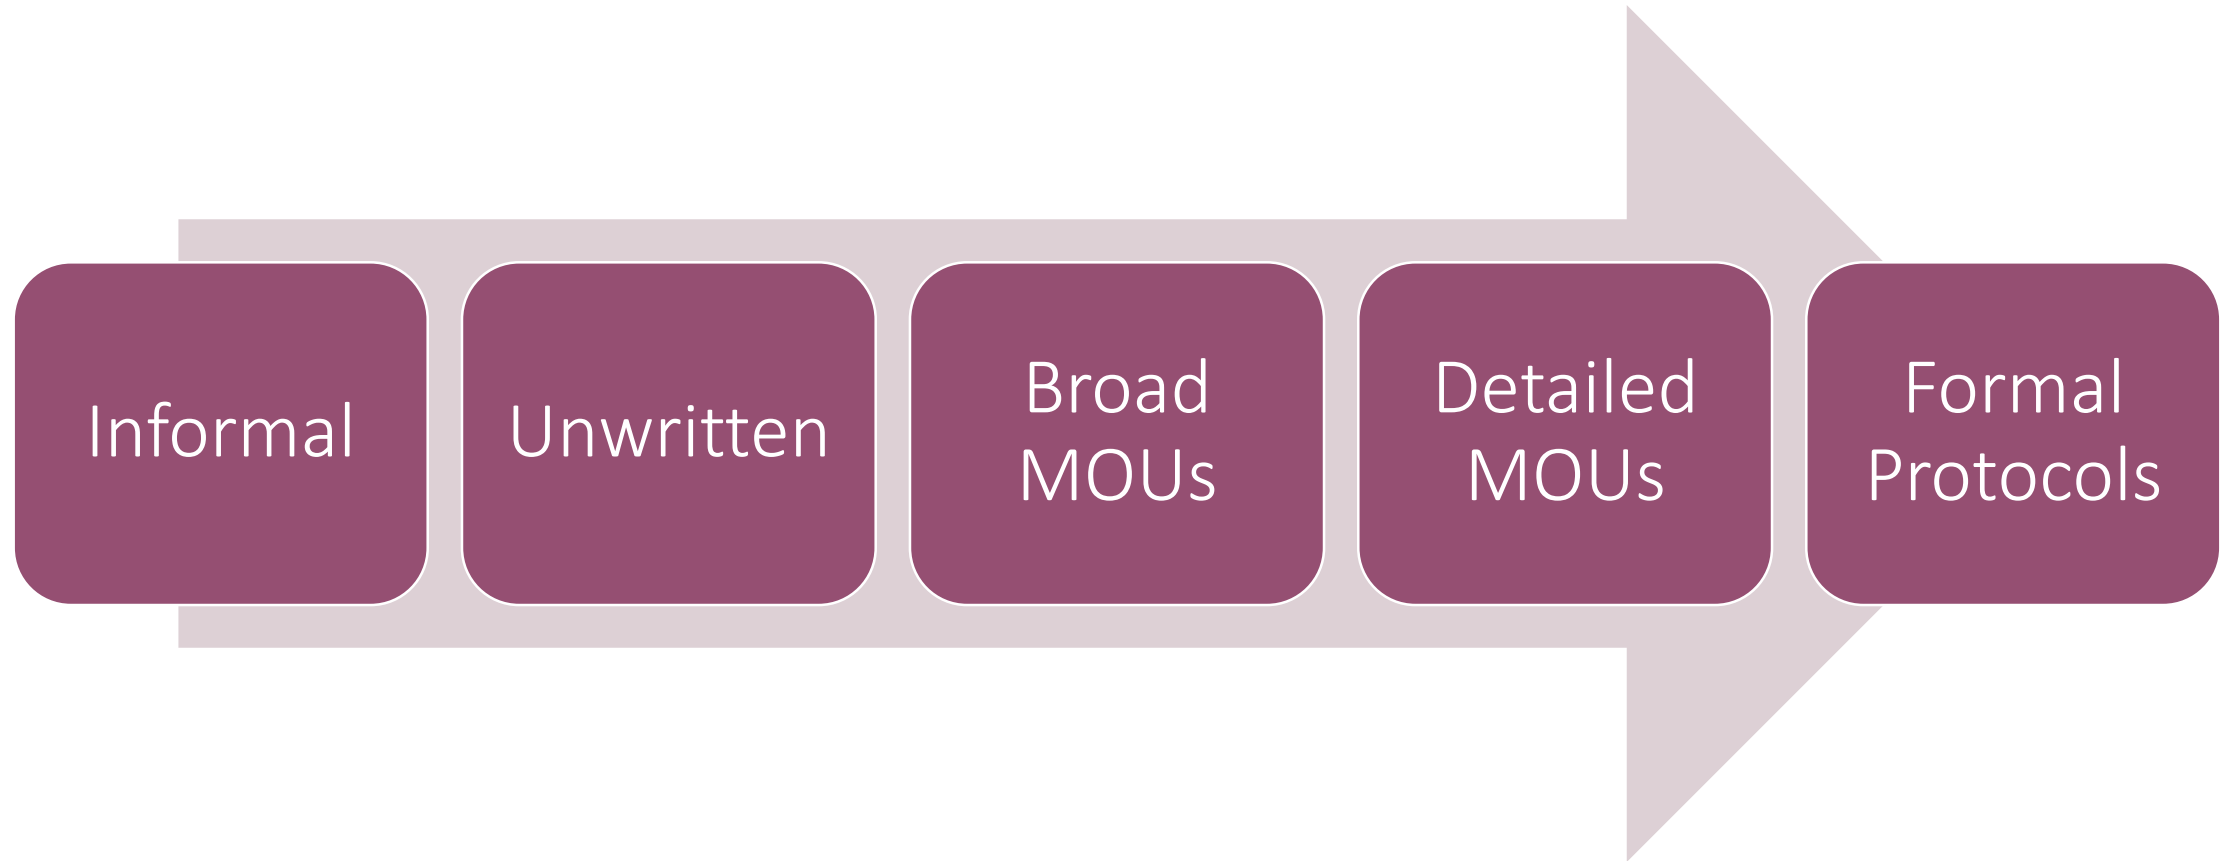 Informal
Unwritten
Broad
MOUs
Detailed
MOUs
Formal
Protocols